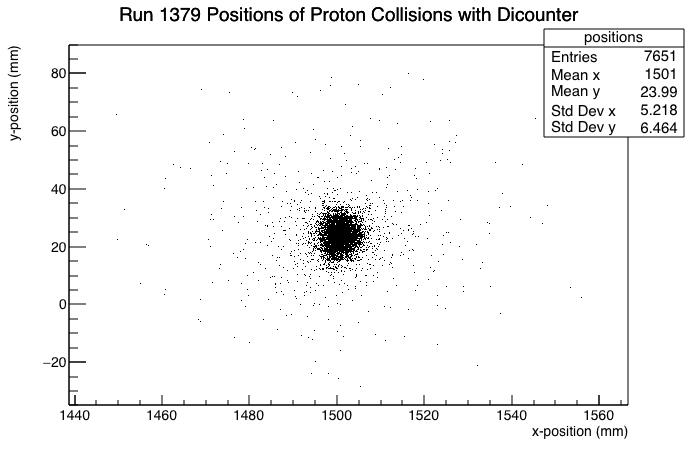 Run 1379 Positions of Proton Collisions with Dicounter
positions
Entries 7651
Mean x 1501
Mean y 23.99
Std Dev x 5.218
Std Dev y 6.464
y-position (mm)
80
60
40
20
0
−20
1440 1460 1480 1500 1520 1540 1560
x-position (mm)